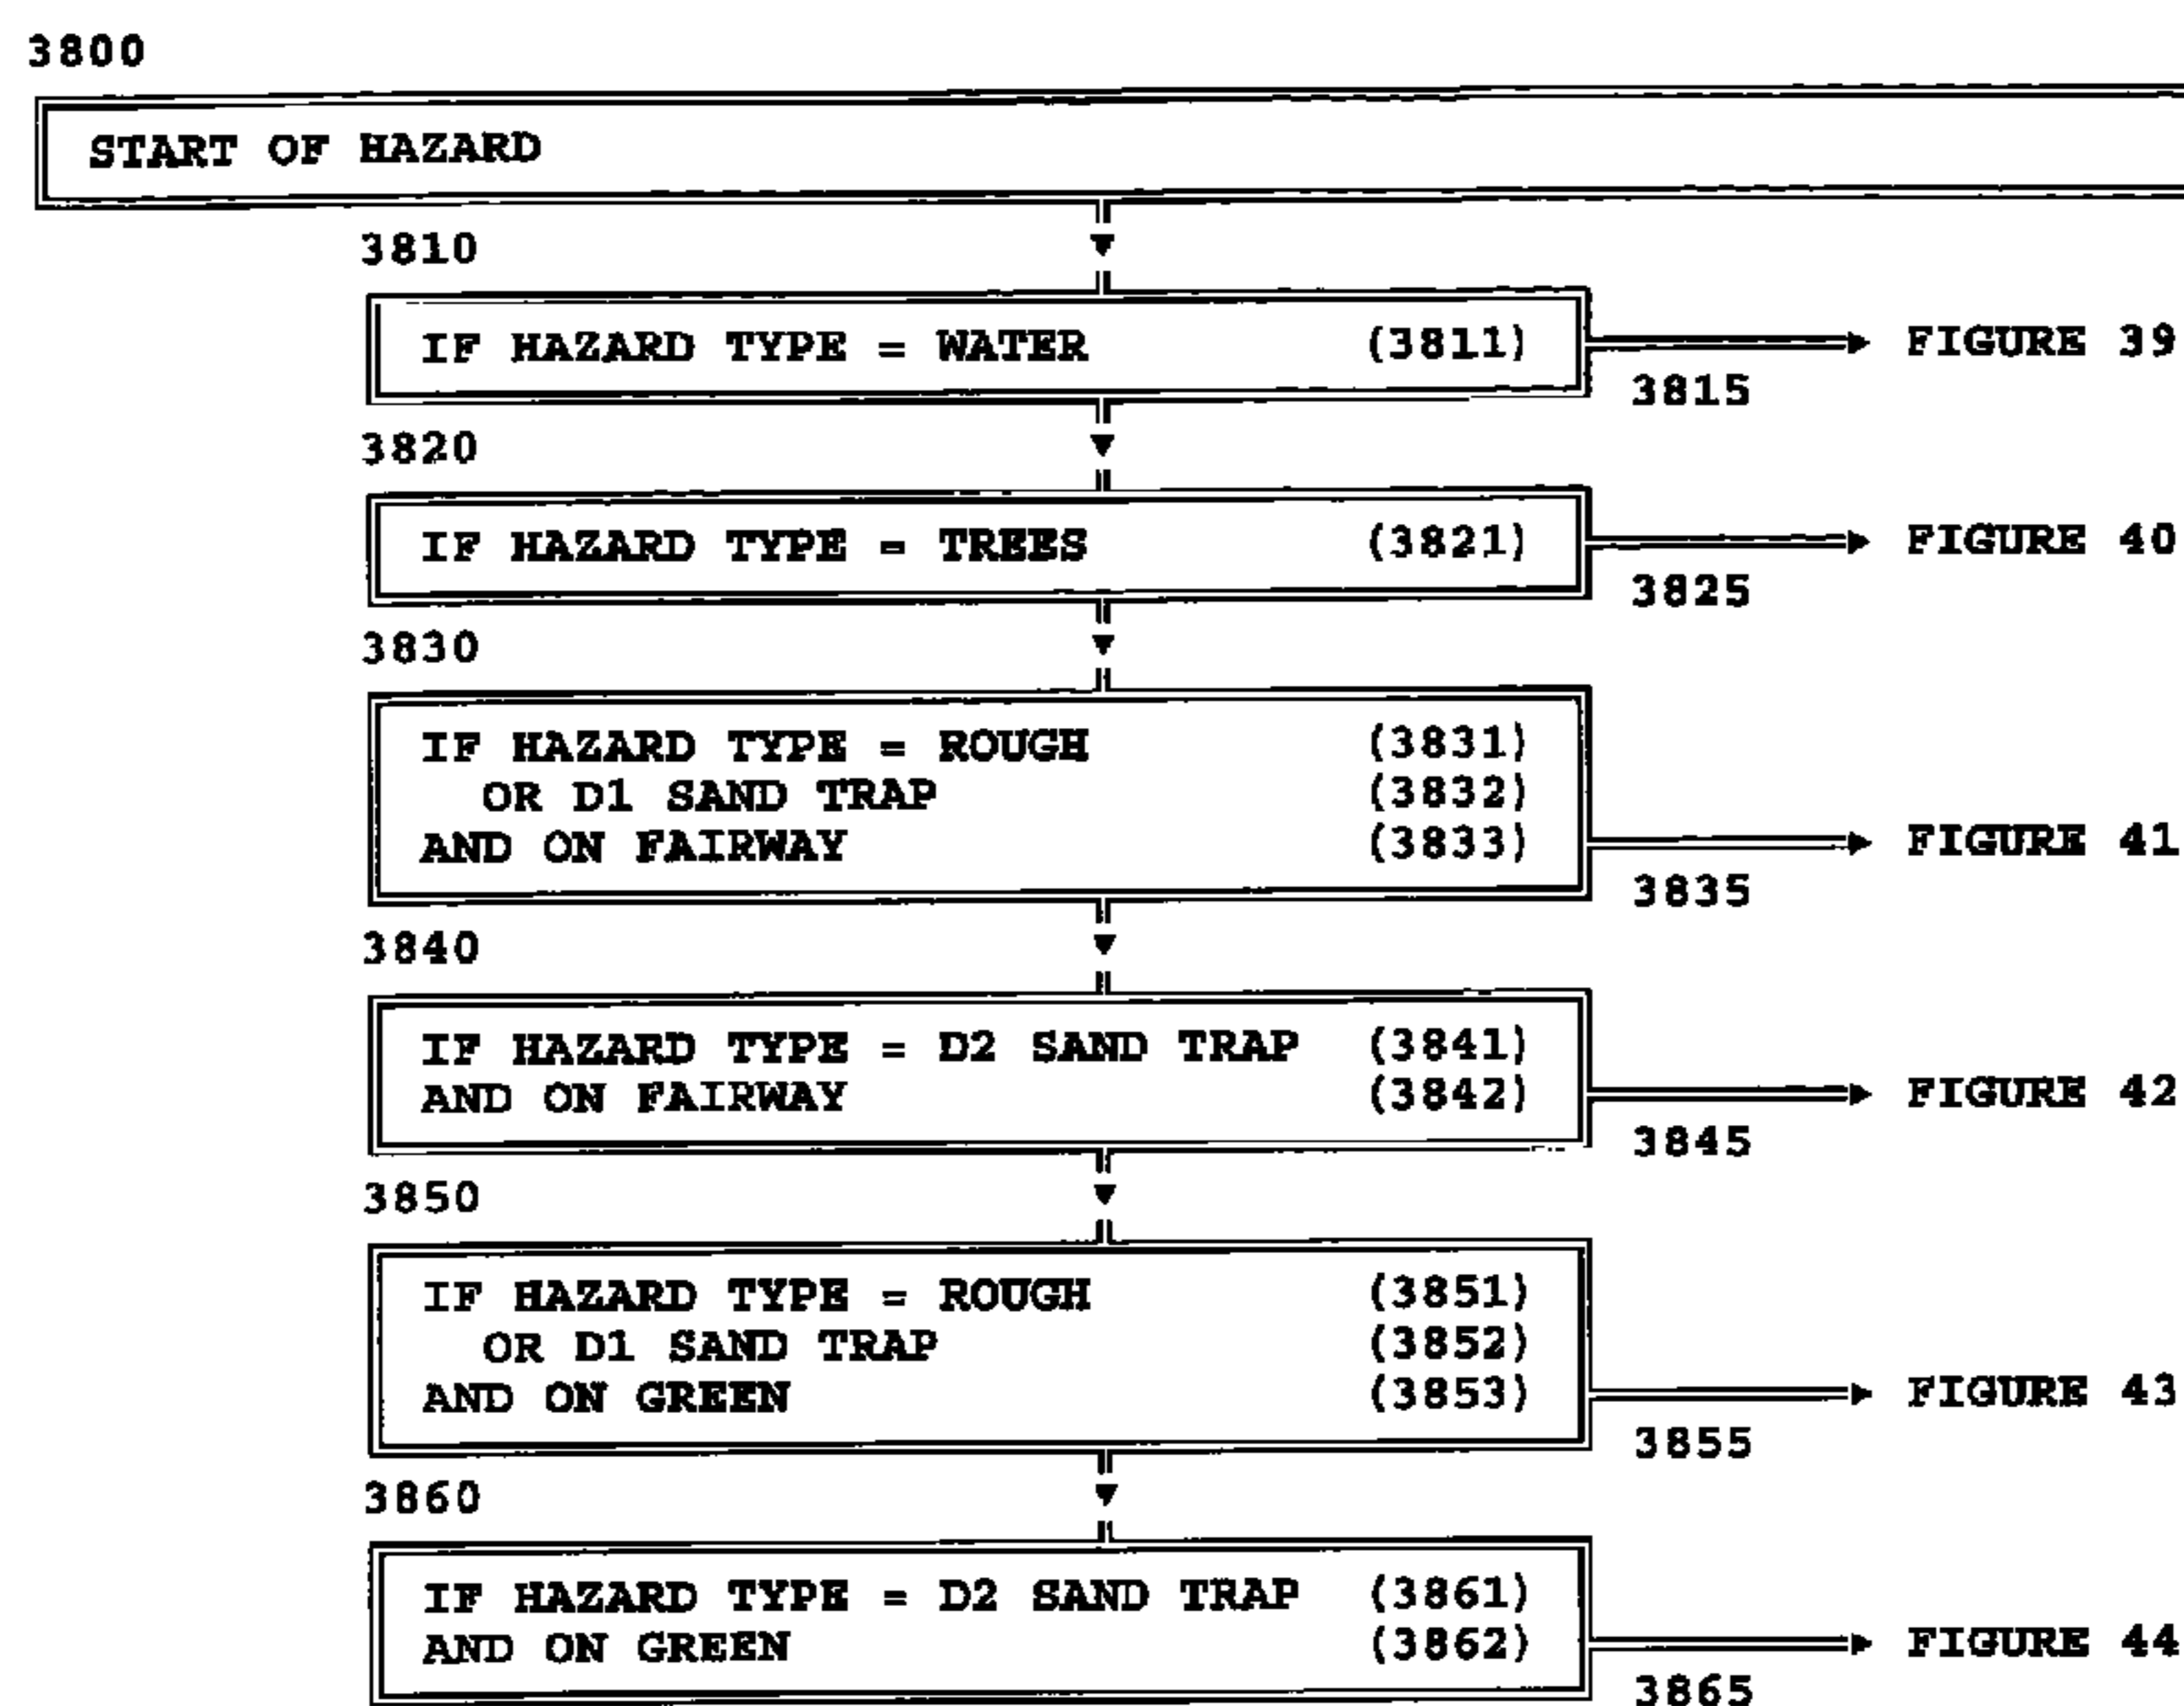 3800
START OF HAZARD
3810
IF HAZARD TYPE = WATER (3811) FIGURE 39
3815
3820
IF HAZARD TYPE = TREES (3821) FIGURE 40
3825
3830
IF HAZARD TYPE = ROUGH (3831)
OR D1 SAND TRAP (3832)
AND ON FAIRWAY (3833) FIGURE 41
3835
3840
IF HAZARD TYPE = D2 SAND TRAP (3841)
AND ON FAIRWAY (3842) FIGURE 42
3845
3850
IF HAZARD TYPE = ROUGH (3851)
OR D1 SAND TRAP (3852)
AND ON GREEN (3853) FIGURE 43
3855
3860
IF HAZARD TYPE = D2 SAND TRAP (3861)
AND ON GREEN (3862) FIGURE 44
3865